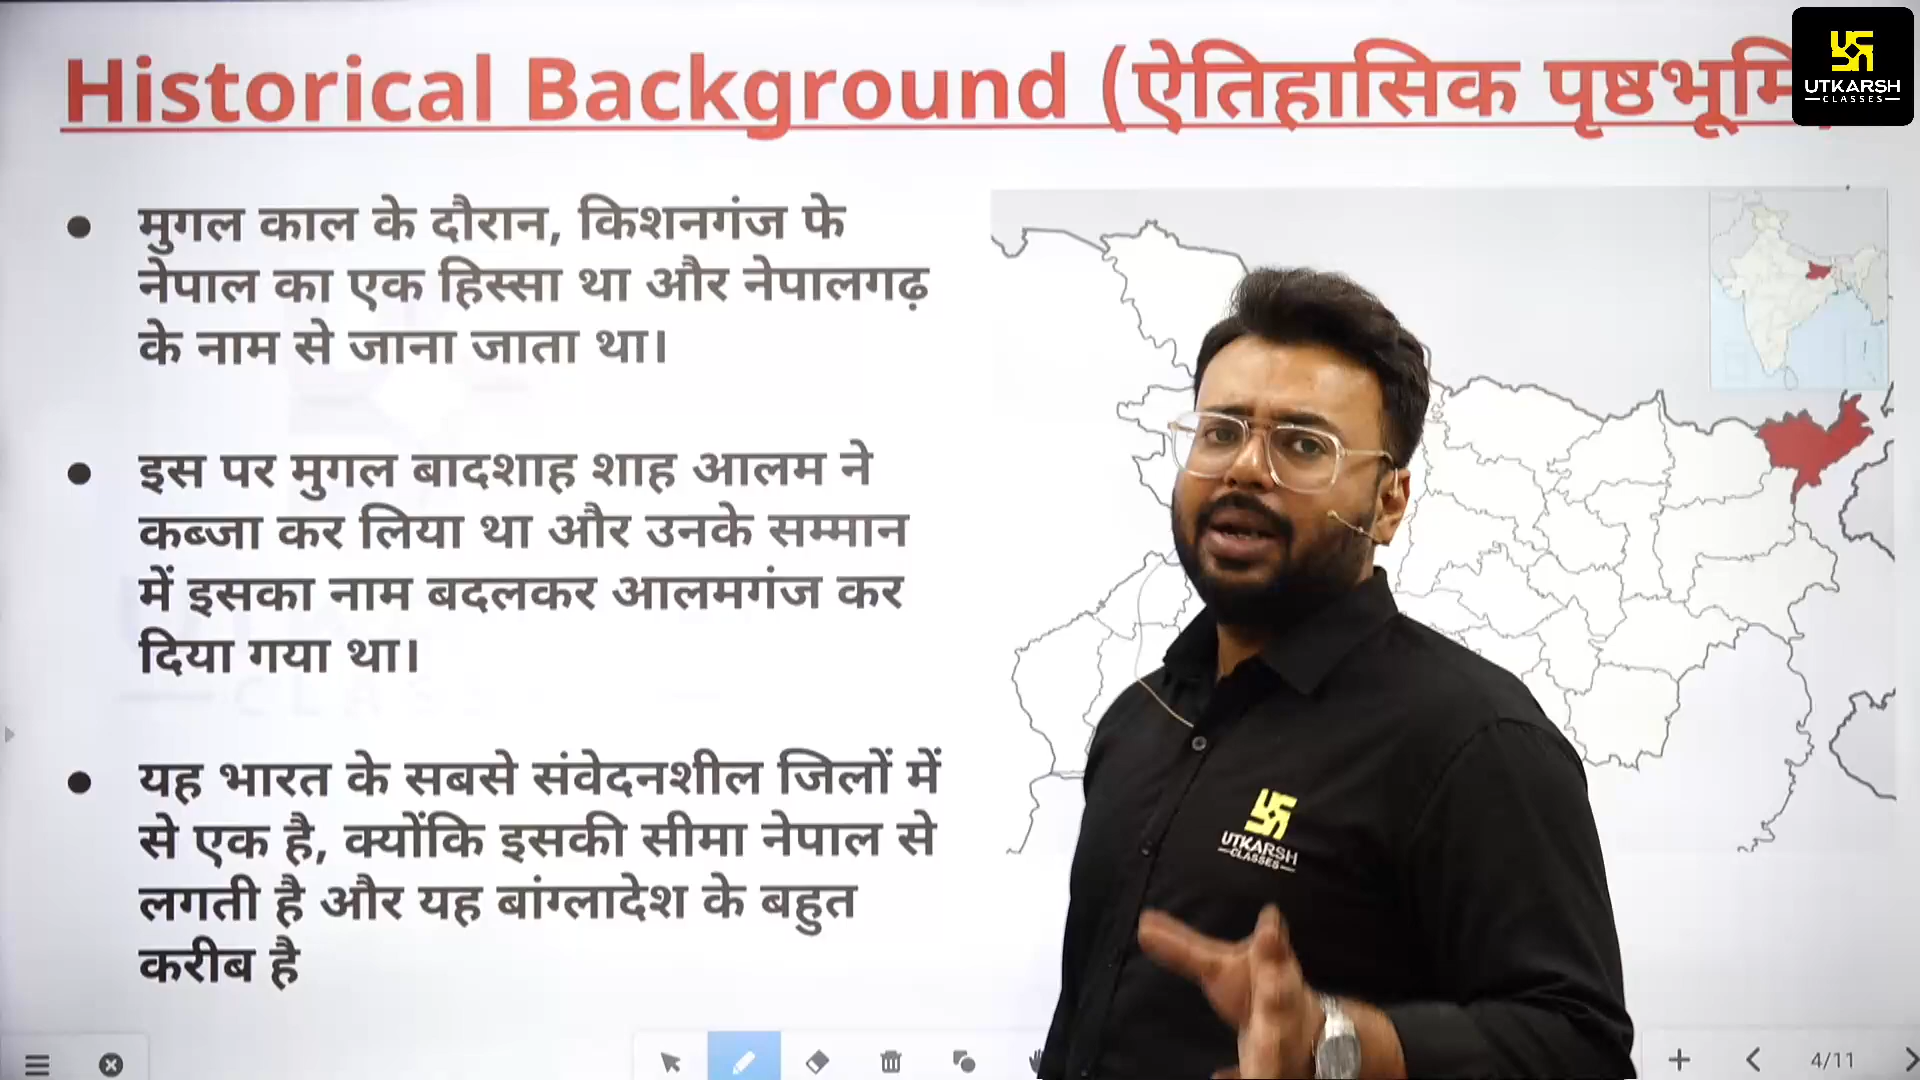 Historical Background (ऐतिहासिक पृष्ठभूमि
UTKARSH
CLASSES
मुगल काल के दौरान, किशनगंज फे
नेपाल का एक हिस्सा था और नेपालगढ़
के नाम से जाना जाता था।
इस पर मुगल बादशाह शाह आलम ने
कब्जा कर लिया था और उनके सम्मान
में इसका नाम बदलकर आलमगंज कर
दिया गया था।
यह भारत के सबसे संवेदनशील जिलों में
से एक है, क्योंकि इसकी सीमा नेपाल से
लगती है और यह बांग्लादेश के बहुत
करीब है
UTKARSH
CLASSES
4/11